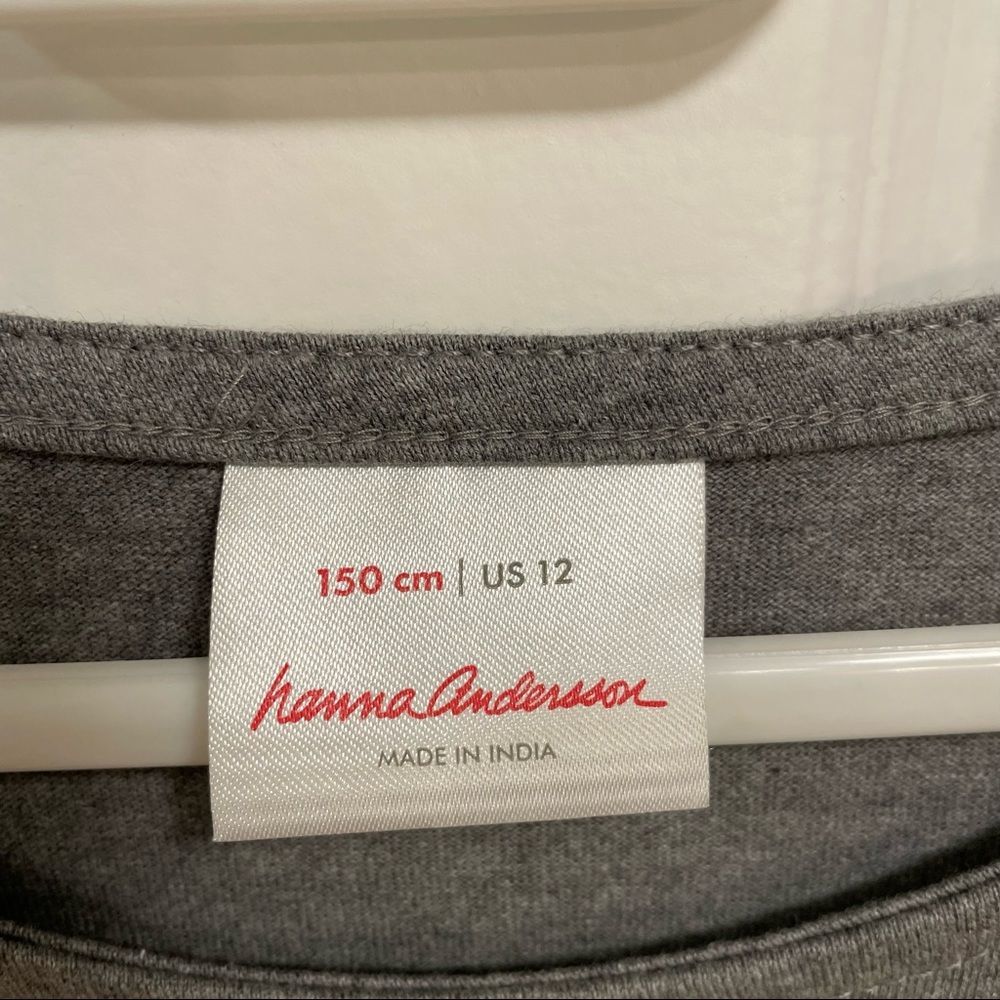 150 cm | US 12
hanna Andersson
MADE IN INDIA